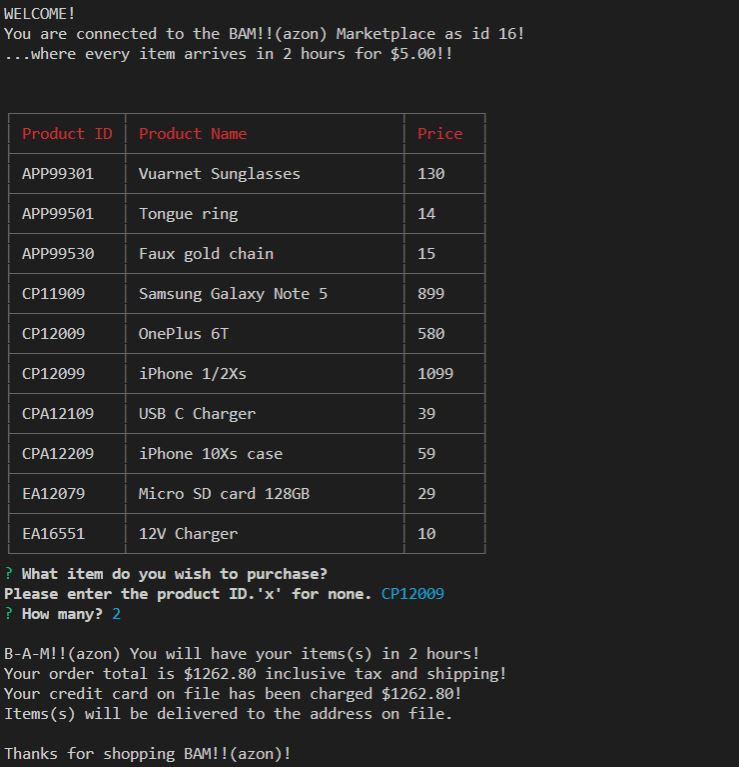 WELCOME!
You are connected to the BAM!!(azon) Marketplace as id 16!
...where every item arrives in 2 hours for $5.00!!
Product ID Product Name Price
APP99301 Vuarnet Sunglasses 130
APP99501 Tongue ring 14
APP99530 Faux gold chain 15
CP11909 Samsung Galaxy Note 5 899
CP12009 OnePlus 6T 580
CP12099 iPhone 1/2Xs 1099
CPA12109 USB C Charger 39
CPA12209 iPhone 10Xs case 59
EA12079 Micro SD card 128GB 29
EA16551 12V Charger 10
? What item do you wish to purchase?
Please enter the product ID.'x' for none. CP12009
? How many? 2
B-A-M!!(azon) You will have your items(s) in 2 hours!
Your order total is $1262.80 inclusive tax and shipping!
Your credit card on file has been charged $1262.80!
Items(s) will be delivered to the address on file.
Thanks for shopping BAM!!(azon)!